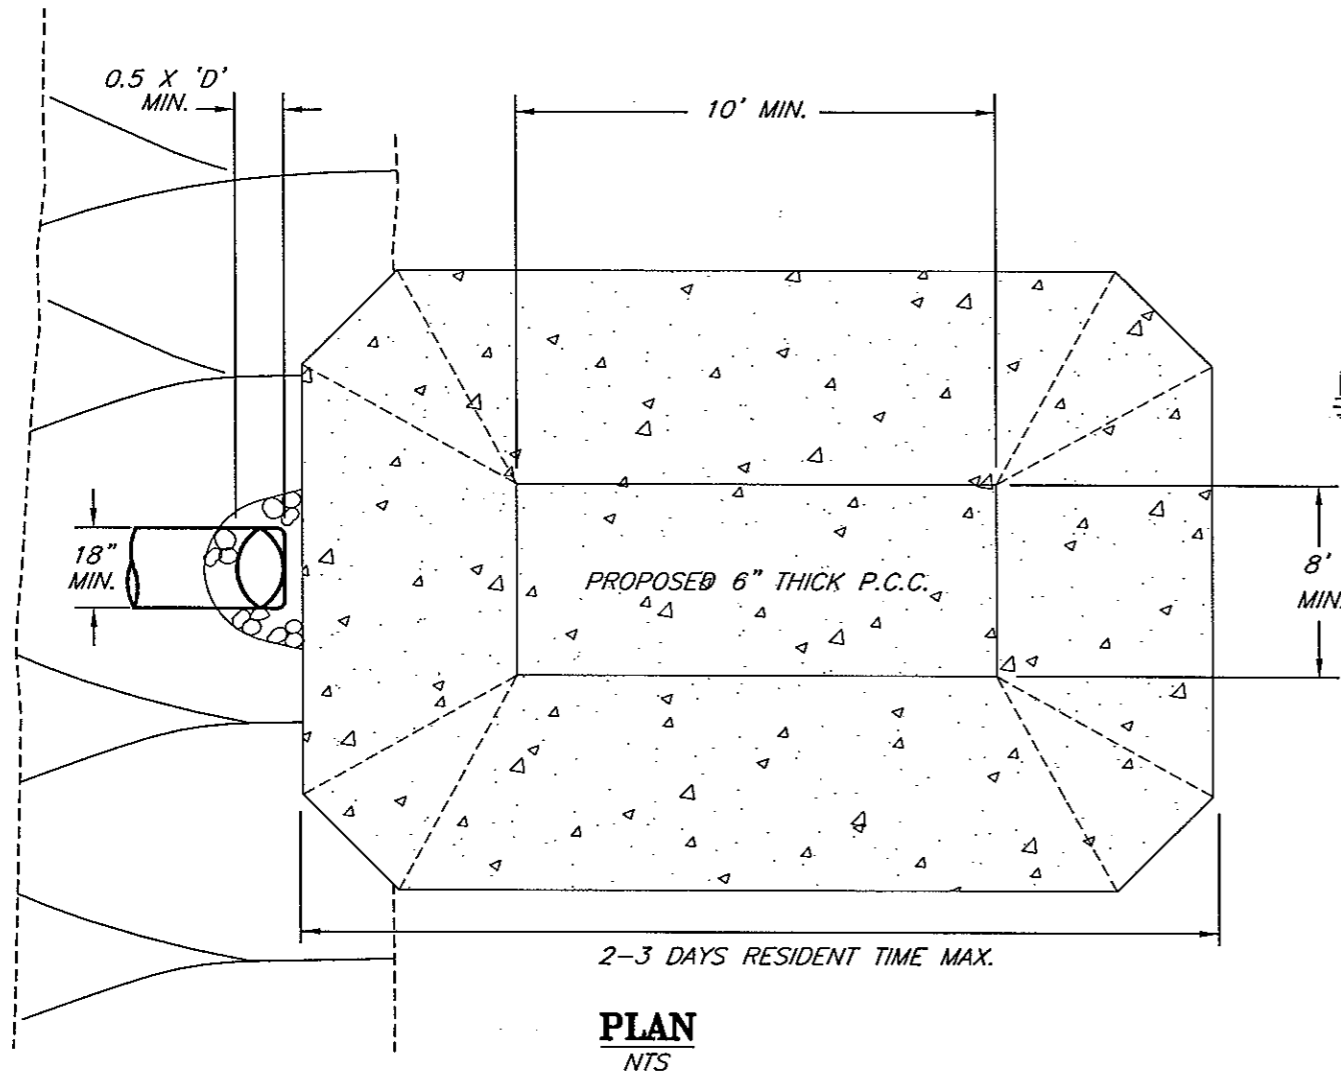 0.5 X 'D'
MIN.
10' MIN.
18"
MIN.
PROPOSED 6" THICK P.C.C.
8'
MIN.
2-3 DAYS RESIDENT TIME MAX.
PLAN
NTS